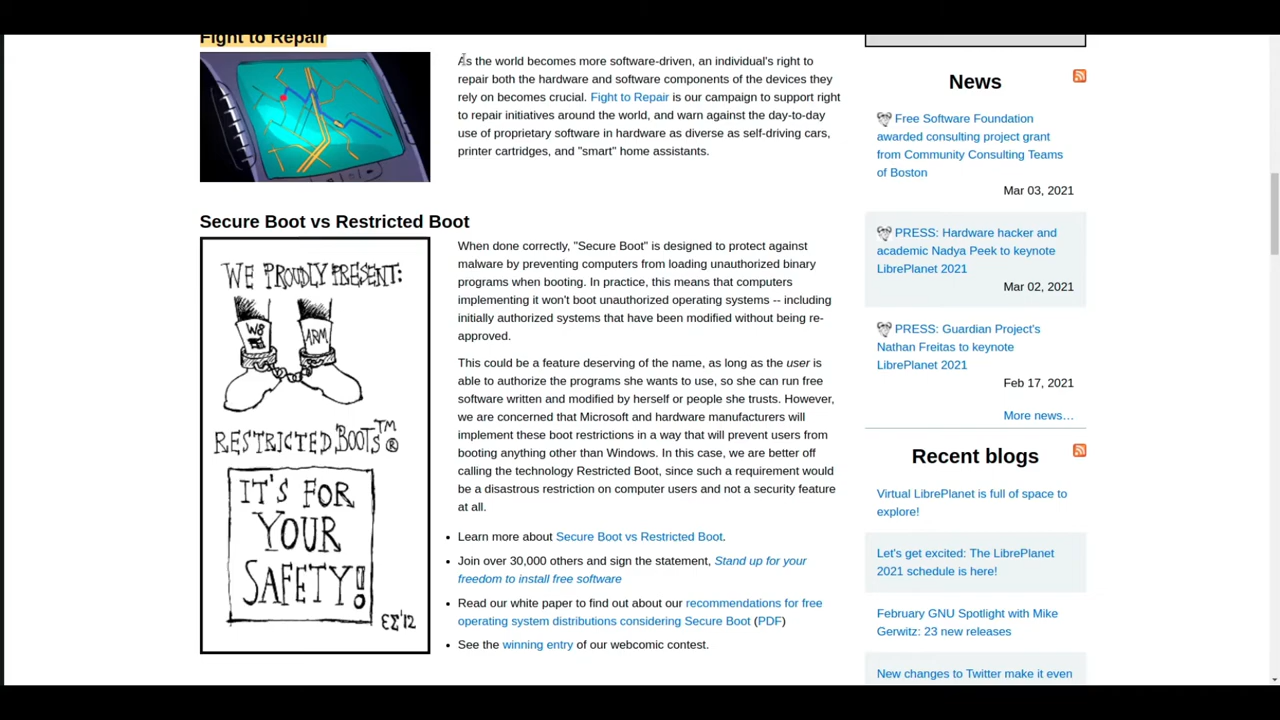 Fight to Repair
As the world becomes more software-driven, an individual's right to
repair both the hardware and software components of the devices they
rely on becomes crucial. Fight to Repair is our campaign to support right
to repair initiatives around the world, and warn against the day-to-day
use of proprietary software in hardware as diverse as self-driving cars,
printer cartridges, and "smart" home assistants.
Secure Boot vs Restricted Boot
WE PROUDLY PRESENT:
W8
ARM
RESTRICTED BOOTS™®
IT'S FOR
YOUR
SAFETY!
EΣ'12
When done correctly, "Secure Boot" is designed to protect against
malware by preventing computers from loading unauthorized binary
programs when booting. In practice, this means that computers
implementing it won't boot unauthorized operating systems -- including
initially authorized systems that have been modified without being re-
approved.
This could be a feature deserving of the name, as long as the user is
able to authorize the programs she wants to use, so she can run free
software written and modified by herself or people she trusts. However,
we are concerned that Microsoft and hardware manufacturers will
implement these boot restrictions in a way that will prevent users from
booting anything other than Windows. In this case, we are better off
calling the technology Restricted Boot, since such a requirement would
be a disastrous restriction on computer users and not a security feature
at all.
• Learn more about Secure Boot vs Restricted Boot.
• Join over 30,000 others and sign the statement, Stand up for your
freedom to install free software
• Read our white paper to find out about our recommendations for free
operating system distributions considering Secure Boot (PDF)
• See the winning entry of our webcomic contest.
News
Free Software Foundation
awarded consulting project grant
from Community Consulting Teams
of Boston
Mar 03, 2021
PRESS: Hardware hacker and
academic Nadya Peek to keynote
LibrePlanet 2021
Mar 02, 2021
PRESS: Guardian Project's
Nathan Freitas to keynote
LibrePlanet 2021
Feb 17, 2021
More news…
Recent blogs
Virtual LibrePlanet is full of space to
explore!
Let's get excited: The LibrePlanet
2021 schedule is here!
February GNU Spotlight with Mike
Gerwitz: 23 new releases
New changes to Twitter make it even